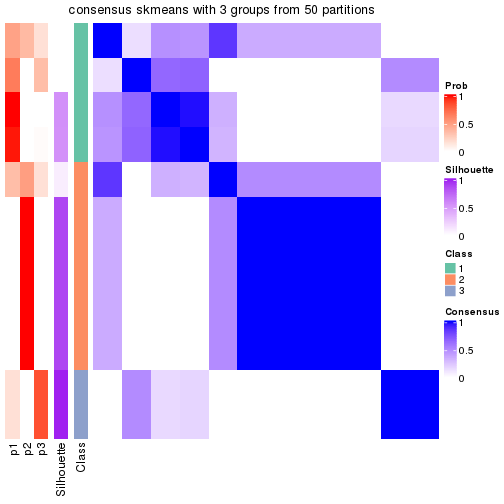 consensus skmeans with 3 groups from 50 partitions
Prob
1
0.5
0
Silhouette
1
0.5
0
Class
1
2
3
Consensus
1
0.5
0
p1
p2
p3
Silhouette
Class